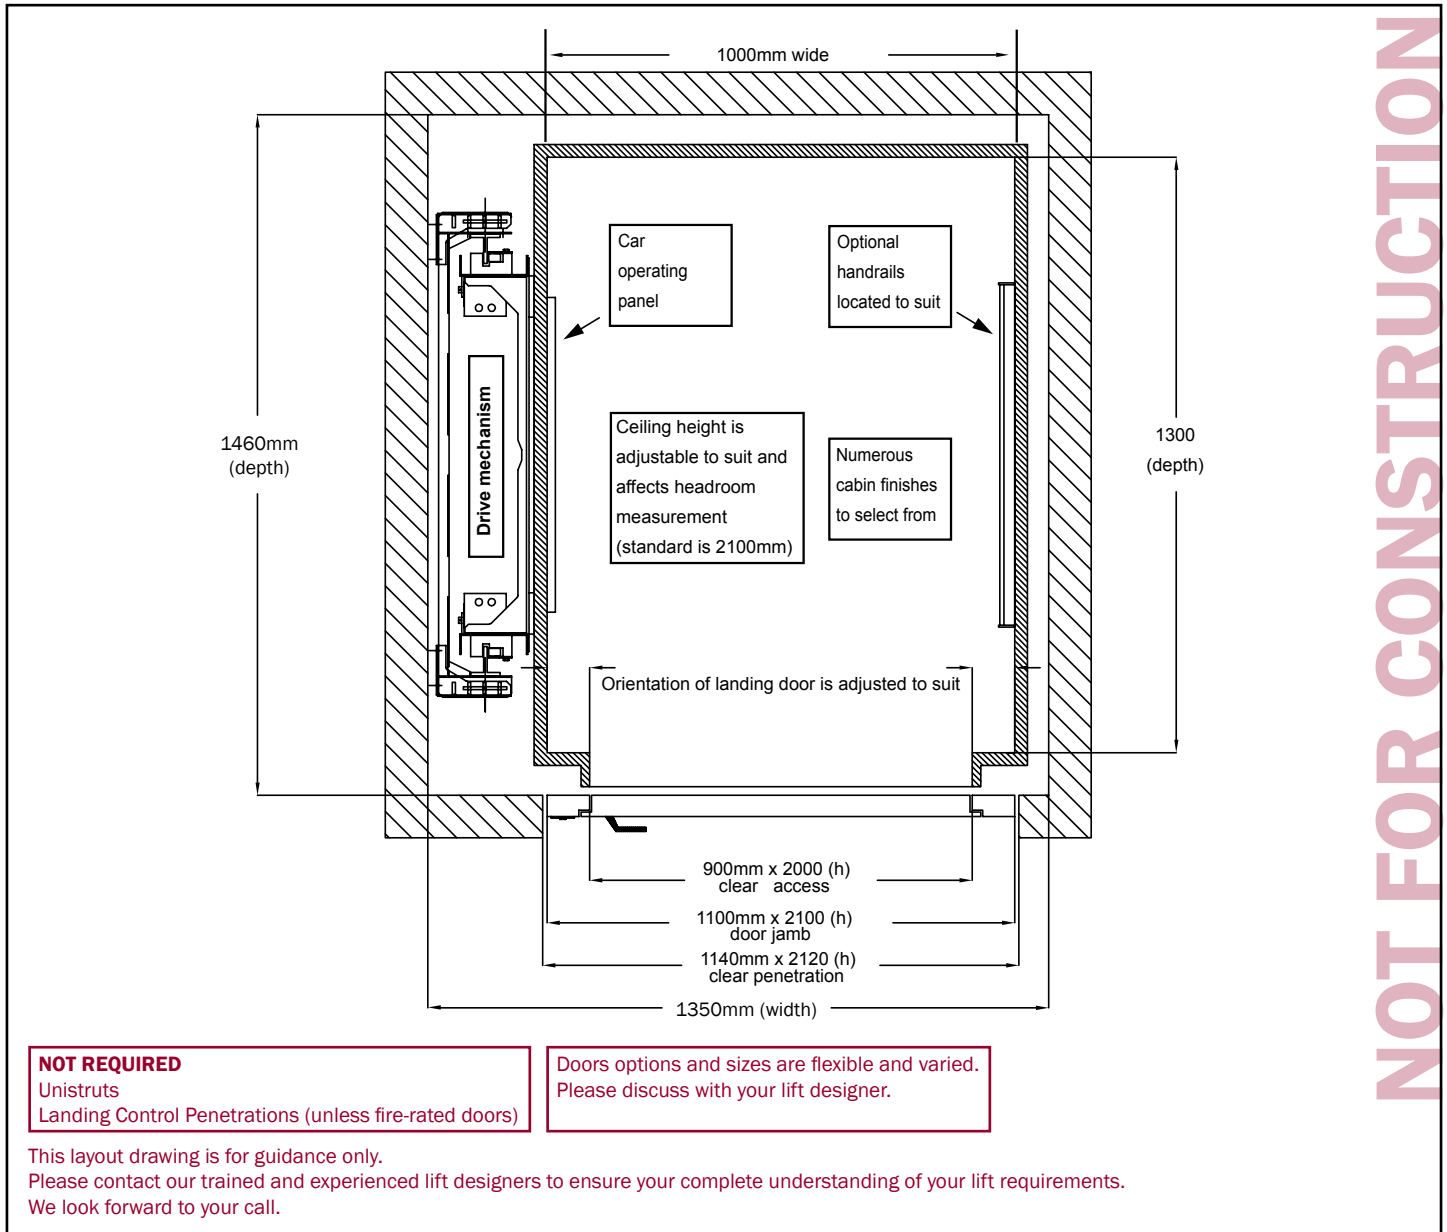 1000mm wide
NOT FOR CONSTRUCTION
Car
operating
panel
Optional
handrails
located to suit
1460mm
(depth)
Drive mechanism
Ceiling height is
adjustable to suit and
affects headroom
measurement
(standard is 2100mm)
Numerous
cabin finishes
to select from
1300
(depth)
Orientation of landing door is adjusted to suit
900mm x 2000 (h)
clear access
1100mm x 2100 (h)
door jamb
1140mm x 2120 (h)
clear penetration
1350mm (width)
NOT REQUIRED
Unistruts
Landing Control Penetrations (unless fire-rated doors)
Doors options and sizes are flexible and varied.
Please discuss with your lift designer.
This layout drawing is for guidance only.
Please contact our trained and experienced lift designers to ensure your complete understanding of your lift requirements.
We look forward to your call.